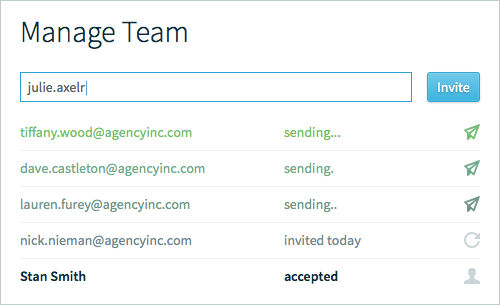 Manage Team
julie.axelr Invite
tiffany.wood@agencyinc.com sending...
dave.castleton@agencyinc.com sending.
lauren.furey@agencyinc.com sending..
nick.nieman@agencyinc.com invited today
Stan Smith accepted